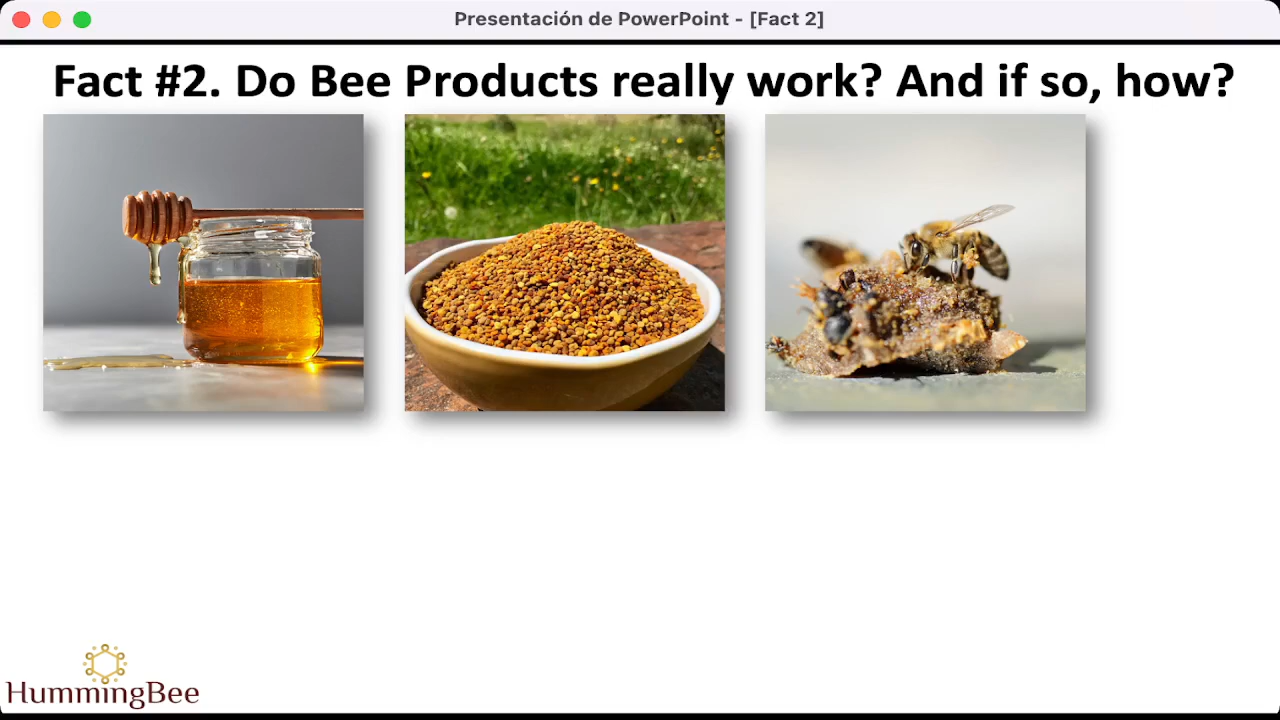 Presentación de PowerPoint - [Fact 2]
Fact #2. Do Bee Products really work? And if so, how?
HummingBee